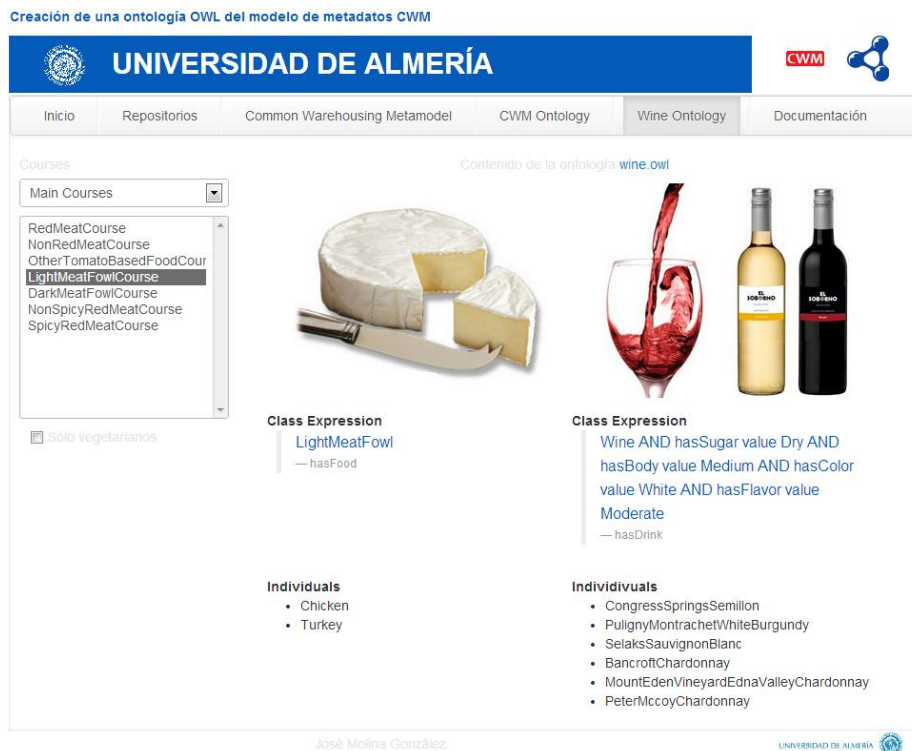 Creación de una ontología OWL del modelo de metadatos CWM
UNIVERSIDAD DE ALMERÍA
CWM
Inicio
Repositorios
Common Warehousing Metamodel
CWM Ontology
Wine Ontology
Documentación
Courses
Main Courses
RedMeatCourse
NonRedMeatCourse
OtherTomatoBasedFoodCour
LightMeatFowlCourse
DarkMeatFowlCourse
NonSpicyRedMeatCourse
SpicyRedMeatCourse
Sólo vegetarianos
Contenido de la ontología wine.owl
EL
SOBORNO
EL
SOBORNO
Class Expression
LightMeatFowl
— hasFood
Class Expression
Wine AND hasSugar value Dry AND
hasBody value Medium AND hasColor
value White AND hasFlavor value
Moderate
— hasDrink
Individuals
• Chicken
• Turkey
Individivuals
• CongressSpringsSemillon
• PulignyMontrachetWhiteBurgundy
• SelaksSauvignonBlanc
• BancroftChardonnay
• MountEdenVineyardEdnaValleyChardonnay
• PeterMccoyChardonnay
José Molina González
UNIVERSIDAD DE ALMERÍA